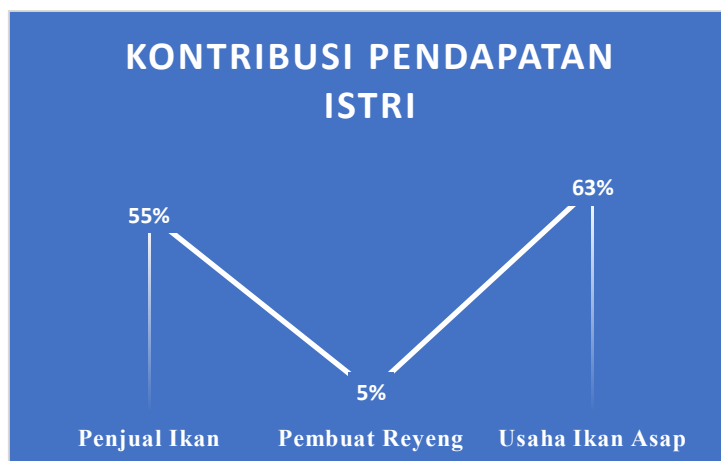 KONTRIBUSI PENDAPATAN
ISTRI
63%
55%
5%
Penjual Ikan Pembuat Reyeng Usaha Ikan Asap